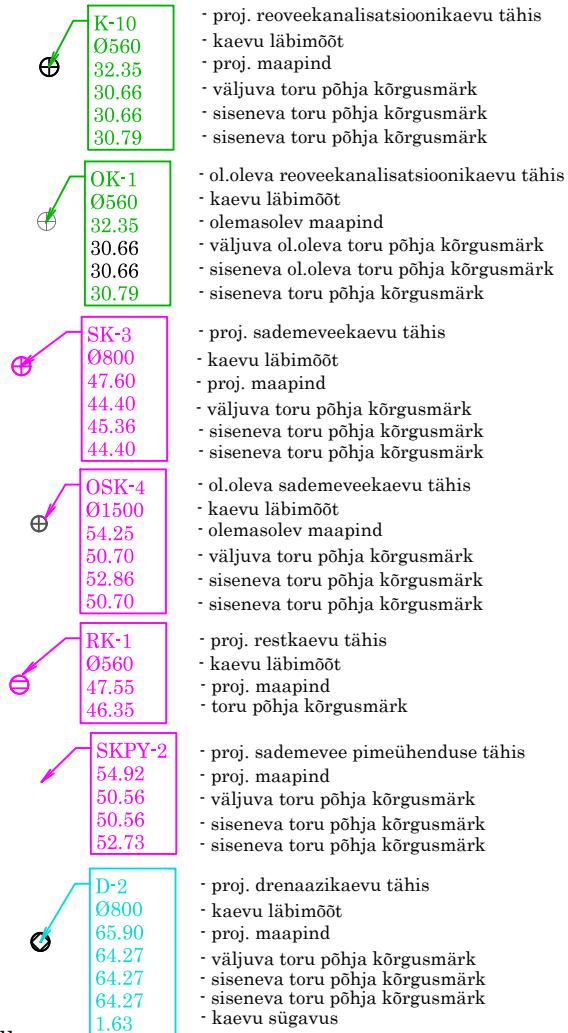 K-10 - proj. reoveekanalisatsioonikaevu tähis
Ø560 - kaevu läbimõõt
32.35 - proj. maapind
30.66 - väljuva toru põhja kõrgusmärk
30.66 - siseneva toru põhja kõrgusmärk
30.79 - siseneva toru põhja kõrgusmärk
OK-1 - ol.oleva reoveekanalisatsioonikaevu tähis
Ø560 - kaevu läbimõõt
32.35 - olemasolev maapind
30.66 - väljuva ol.oleva toru põhja kõrgusmärk
30.66 - siseneva ol.oleva toru põhja kõrgusmärk
30.79 - siseneva toru põhja kõrgusmärk
SK-3 - proj. sademeveekaevu tähis
Ø800 - kaevu läbimõõt
47.60 - proj. maapind
44.40 - väljuva toru põhja kõrgusmärk
45.36 - siseneva toru põhja kõrgusmärk
44.40 - siseneva toru põhja kõrgusmärk
OSK-4 - ol.oleva sademeveekaevu tähis
Ø1500 - kaevu läbimõõt
54.25 - olemasolev maapind
50.70 - väljuva toru põhja kõrgusmärk
52.86 - siseneva toru põhja kõrgusmärk
50.70 - siseneva toru põhja kõrgusmärk
RK-1 - proj. restkaevu tähis
Ø560 - kaevu läbimõõt
47.55 - proj. maapind
46.35 - toru põhja kõrgusmärk
SKPY-2 - proj. sademevee pimeühenduse tähis
54.92 - proj. maapind
50.56 - väljuva toru põhja kõrgusmärk
50.56 - siseneva toru põhja kõrgusmärk
52.73 - siseneva toru põhja kõrgusmärk
D-2 - proj. drenaazikaevu tähis
Ø800 - kaevu läbimõõt
65.90 - proj. maapind
64.27 - väljuva toru põhja kõrgusmärk
64.27 - siseneva toru põhja kõrgusmärk
64.27 - siseneva toru põhja kõrgusmärk
1.63 - kaevu sügavus